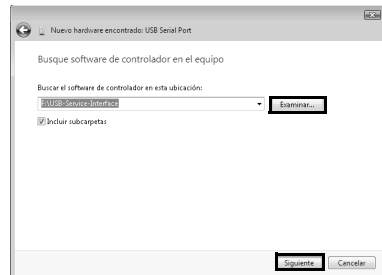 Nuevo hardware encontrado: USB Serial Port
Busque software de controlador en el equipo
Buscar el software de controlador en esta ubicación:
F:\USB-Service-Interface
Examinar...
Incluir subcarpetas
Siguiente
Cancelar